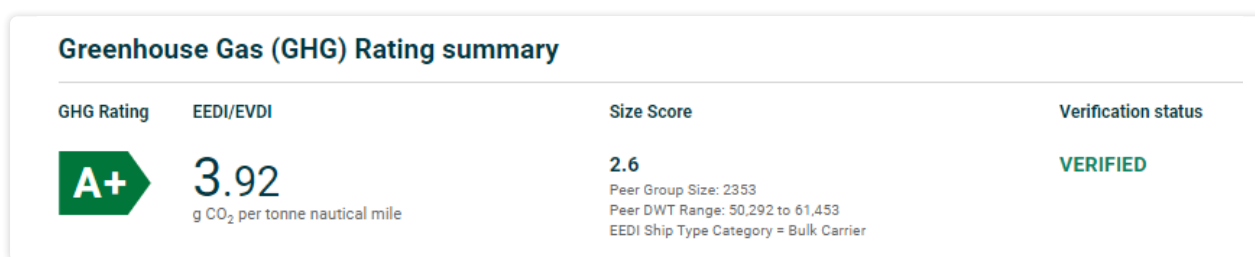 Greenhouse Gas (GHG) Rating summary
GHG Rating EEDI/EVDI Size Score Verification status
A+ 3.92 2.6 VERIFIED
g CO₂ per tonne nautical mile Peer Group Size: 2353
Peer DWT Range: 50,292 to 61,453
EEDI Ship Type Category = Bulk Carrier